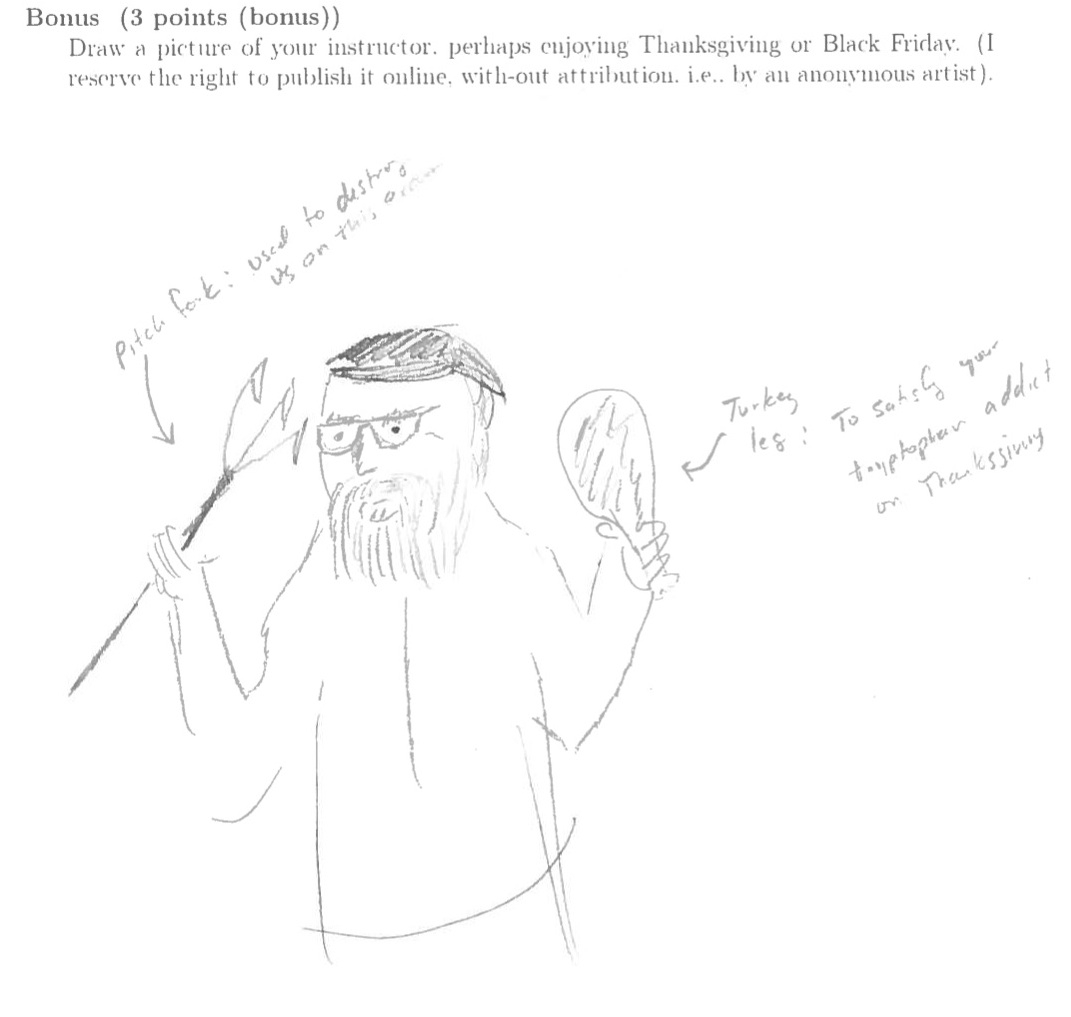 Bonus (3 points (bonus))
Draw a picture of your instructor, perhaps enjoying Thanksgiving or Black Friday. (I
reserve the right to publish it online, with-out attribution, i.e., by an anonymous artist).
Pitch fork: used to destroy
us on this
Turkey
leg: To satisfy your
addict
on Thanksgiving